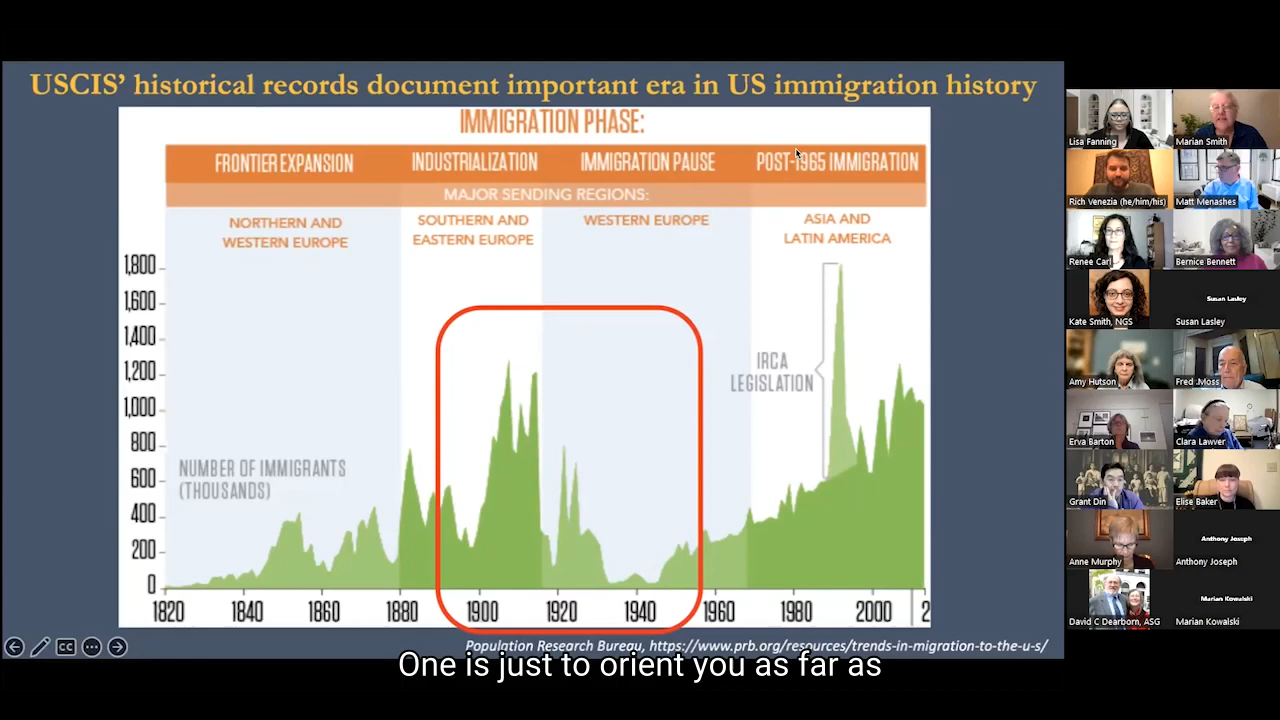 USCIS’ historical records document important era in US immigration history
IMMIGRATION PHASE:
FRONTIER EXPANSION
INDUSTRIALIZATION
IMMIGRATION PAUSE
POST-1965 IMMIGRATION
MAJOR SENDING REGIONS:
NORTHERN AND
WESTERN EUROPE
SOUTHERN AND
EASTERN EUROPE
WESTERN EUROPE
ASIA AND
LATIN AMERICA
1,800
1,600
1,400
1,200
1,000
800
600
400
200
0
NUMBER OF IMMIGRANTS
(THOUSANDS)
IRCA
LEGISLATION
1820 1840 1860 1880 1900 1920 1940 1960 1980 2000 2
Population Research Bureau, https://www.prb.org/resources/trends-in-migration-to-the-u-s/
CC
One is just to orient you as far as
Lisa Fanning
Marian Smith
Rich Venezia (he/him/his)
Matt Menashes
Renee Carl
Bernice Bennett
Kate Smith, NGS
Susan Lasley
Susan Lasley
Amy Hutson
Fred .Moss
Erva Barton
Clara Lawver
Grant Din
Elise Baker
Anne Murphy
Anthony Joseph
Anthony Joseph
David C Dearborn, ASG
Marian Kowalski
Marian Kowalski